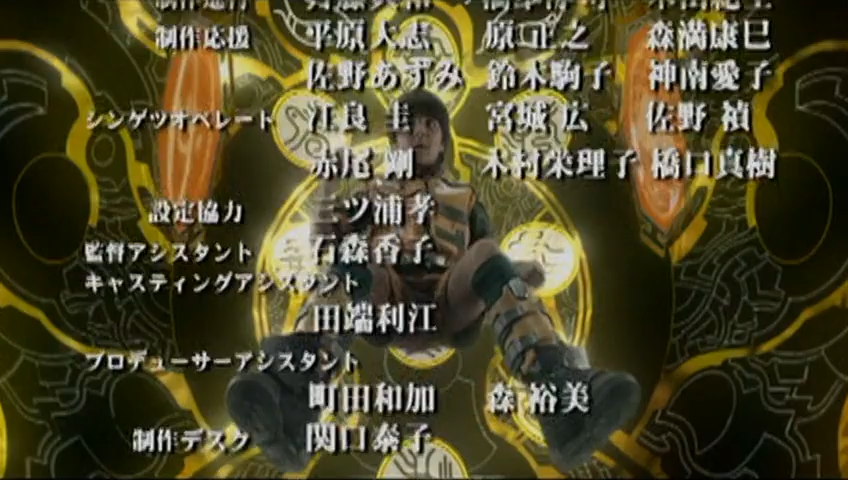 制作応援 平原大志 原正之 森満康巳
佐野あずみ 鈴木駒子 神南愛子
シンゲツオペレート 江良圭 宮城広 佐野禎
赤尾剛 木村栄理子 橋口真樹
設定協力 三ツ浦孝
監督アシスタント 石森香子
キャスティングアシスタント
田端利江
プロデューサーアシスタント
町田和加 森裕美
制作デスク 関口泰子